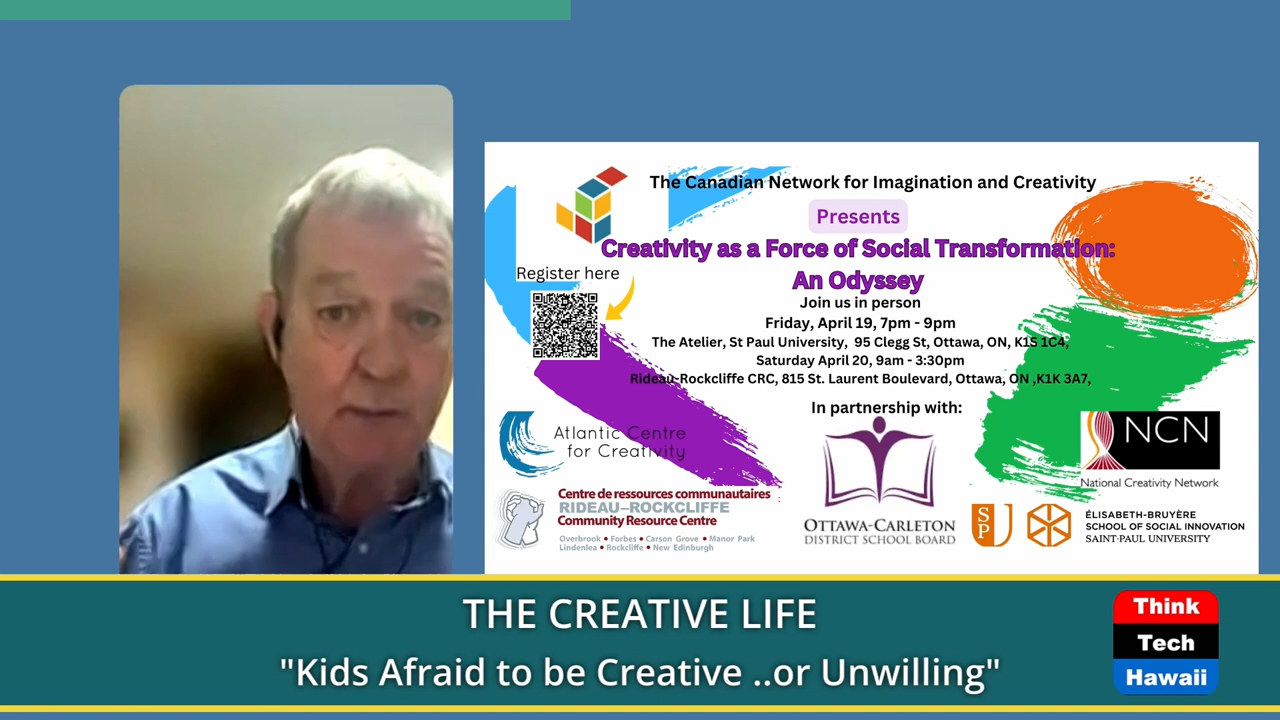 The Canadian Network for Imagination and Creativity
Presents
Creativity as a Force of Social Transformation:
An Odyssey
Register here
Join us in person
Friday, April 19, 7pm - 9pm
The Atelier, St Paul University, 95 Clegg St, Ottawa, ON, K1S 1C4,
Saturday April 20, 9am - 3:30pm
Rideau-Rockcliffe CRC, 815 St. Laurent Boulevard, Ottawa, ON ,K1K 3A7,
In partnership with:
Atlantic Centre
for Creativity
NCN
National Creativity Network
Centre de ressources communautaires
RIDEAU–ROCKCLIFFE
Community Resource Centre
Overbrook • Forbes • Carson Grove • Manor Park
Lindenlea • Rockcliffe • New Edinburgh
OTTAWA-CARLETON
DISTRICT SCHOOL BOARD
SP
ÉLISABETH-BRUYÈRE
SCHOOL OF SOCIAL INNOVATION
SAINT-PAUL UNIVERSITY
THE CREATIVE LIFE
"Kids Afraid to be Creative ..or Unwilling"
Think
Tech
Hawaii